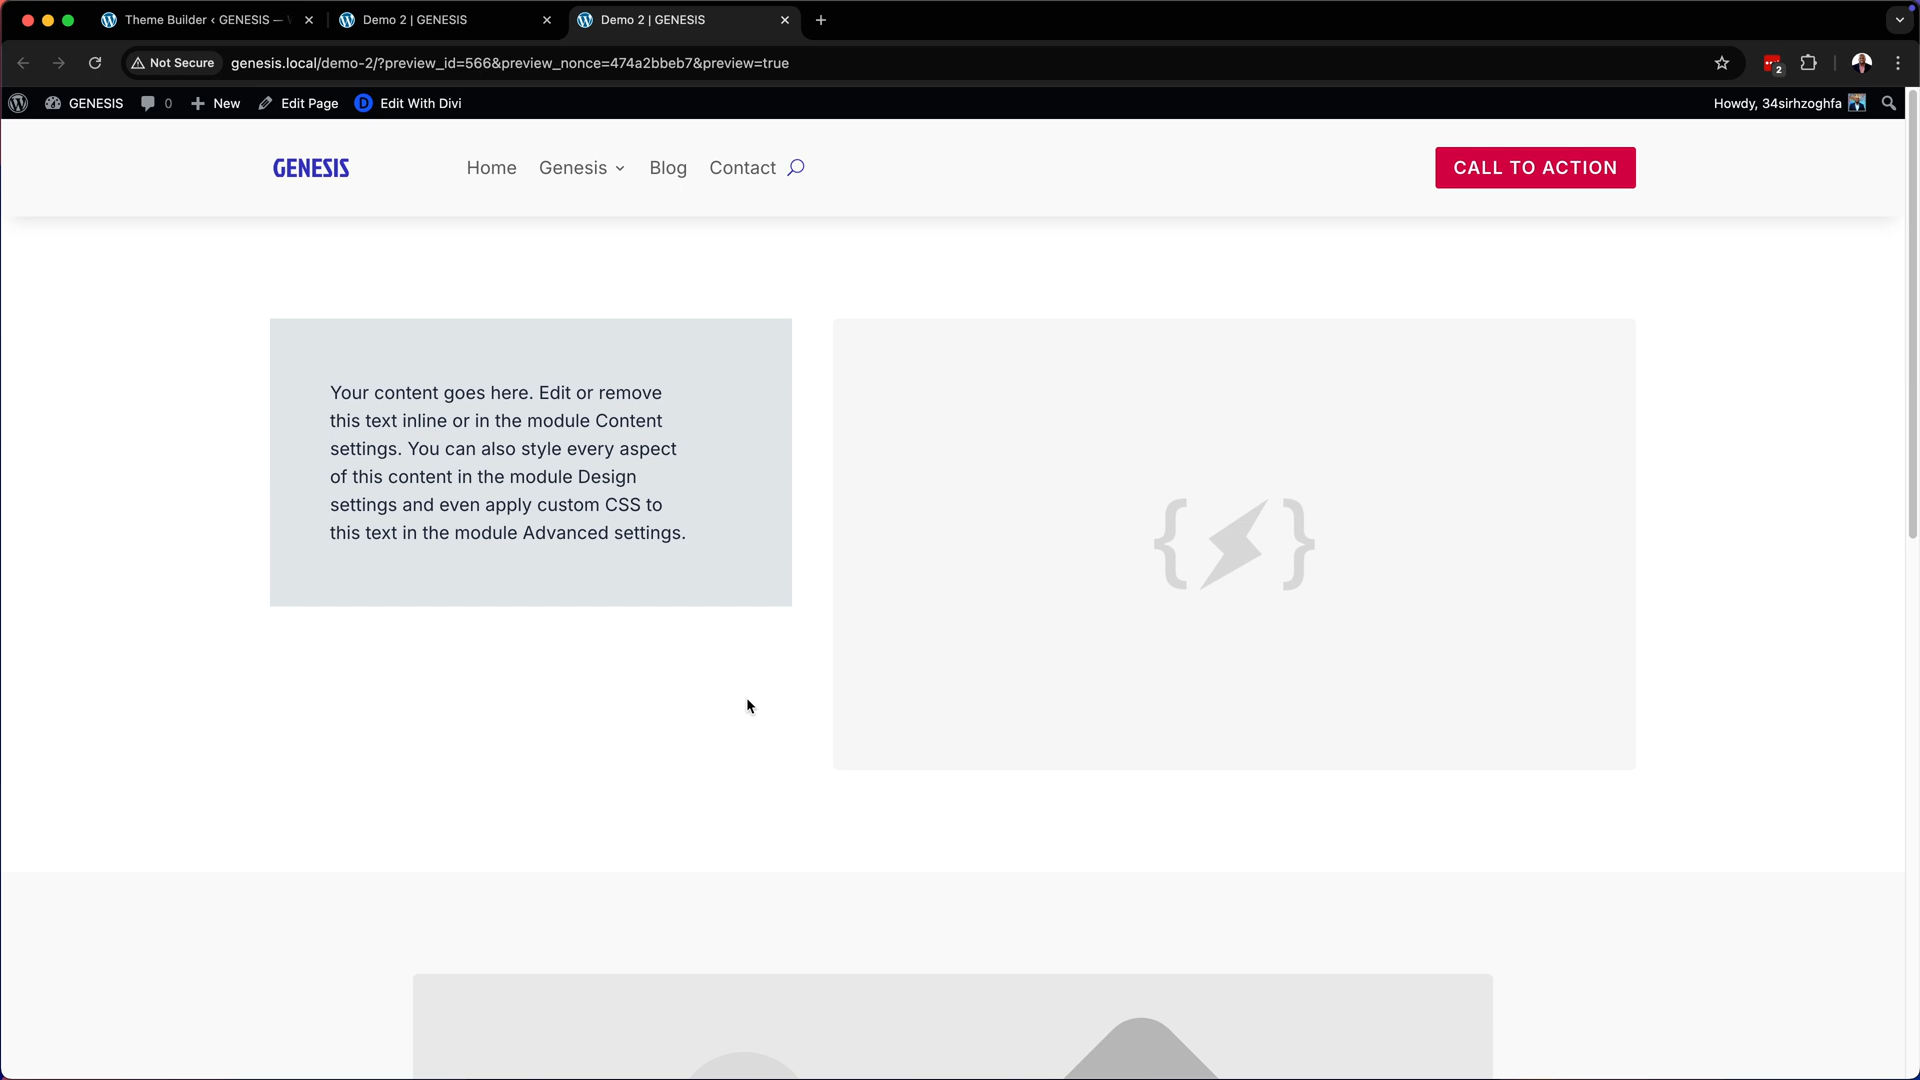 Theme Builder ‹ GENESIS —
Demo 2 | GENESIS
Demo 2 | GENESIS
Not Secure
genesis.local/demo-2/?preview_id=566&preview_nonce=474a2bbeb7&preview=true
2
GENESIS
0
New
Edit Page
D
Edit With Divi
Howdy, 34sirhzoghfa
GENESIS
Home
Genesis
Blog
Contact
CALL TO ACTION
Your content goes here. Edit or remove
this text inline or in the module Content
settings. You can also style every aspect
of this content in the module Design
settings and even apply custom CSS to
this text in the module Advanced settings.